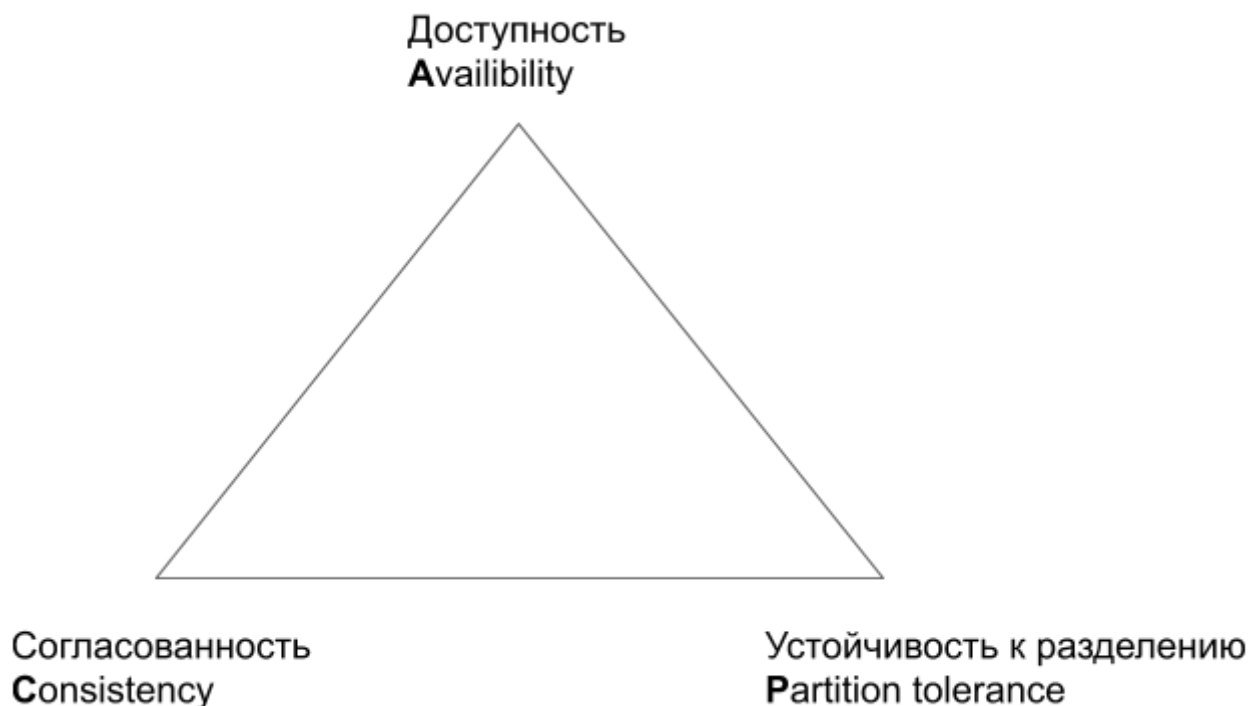 Доступность
Availibility
Согласованность
Consistency
Устойчивость к разделению
Partition tolerance